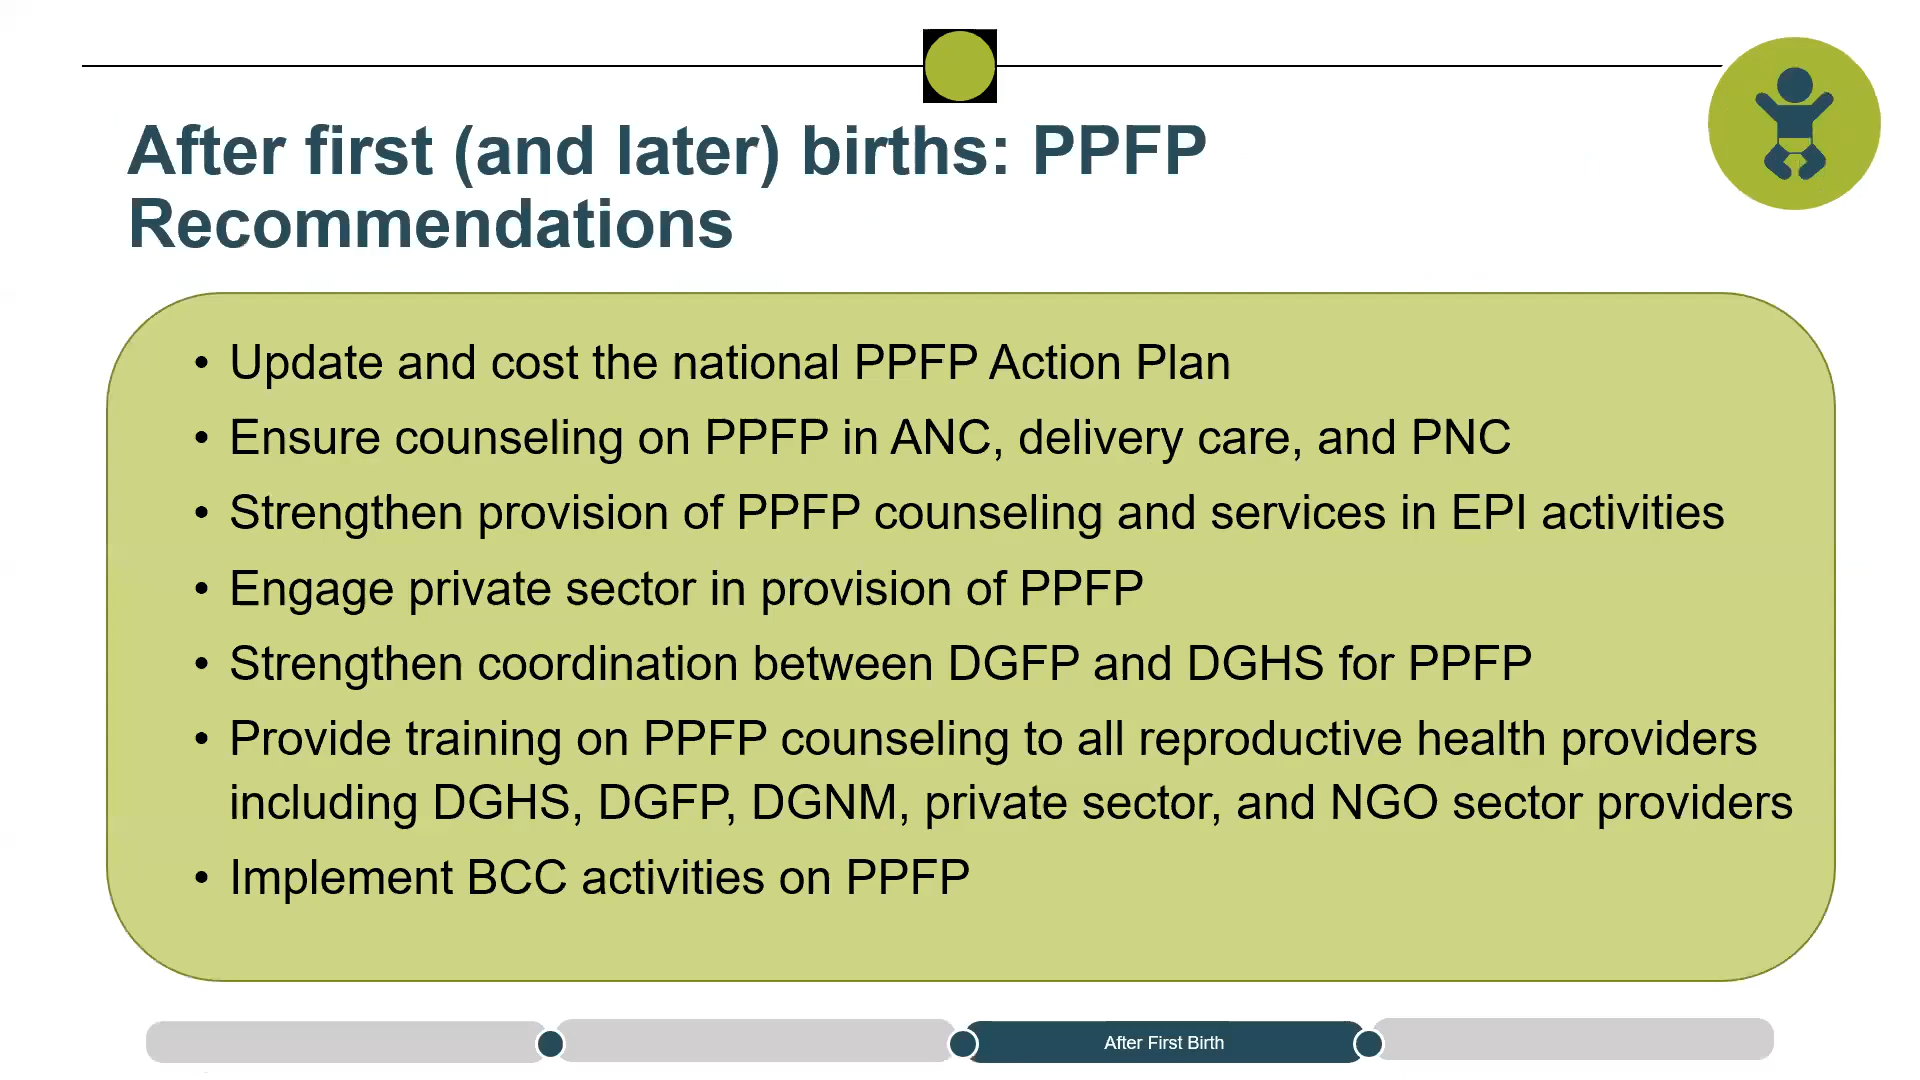 After first (and later) births: PPFP
Recommendations
• Update and cost the national PPFP Action Plan
• Ensure counseling on PPFP in ANC, delivery care, and PNC
• Strengthen provision of PPFP counseling and services in EPI activities
• Engage private sector in provision of PPFP
• Strengthen coordination between DGFP and DGHS for PPFP
• Provide training on PPFP counseling to all reproductive health providers
including DGHS, DGFP, DGNM, private sector, and NGO sector providers
• Implement BCC activities on PPFP
After First Birth